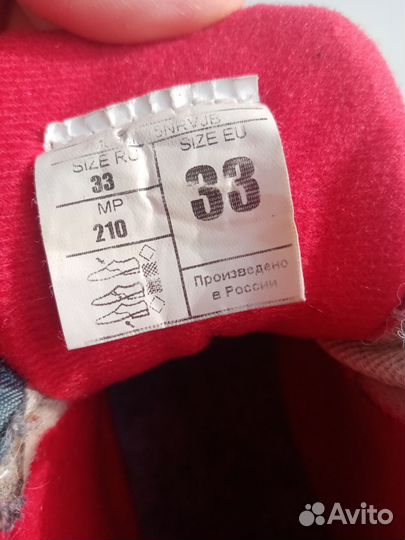 SIZE RU
33
MP
210
SIZE EU
33
Произведено
в России
Avito